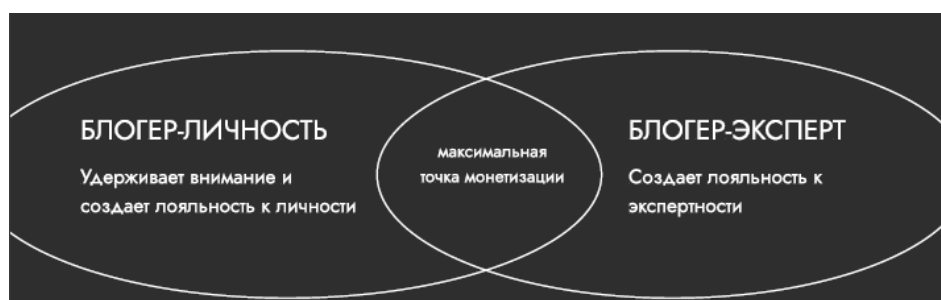 БЛОГЕР-ЛИЧНОСТЬ
Удерживает внимание и
создает лояльность к личности
максимальная
точка монетизации
БЛОГЕР-ЭКСПЕРТ
Создает лояльность к
экспертности